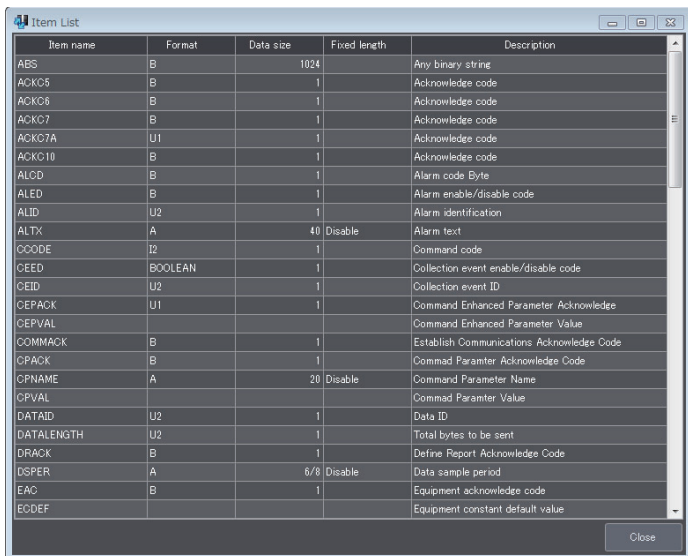 Item List
Item name Format Data size Fixed length Description
ABS B 1024 Any binary string
ACKC5 B 1 Acknowledge code
ACKC6 B 1 Acknowledge code
ACKC7 B 1 Acknowledge code
ACKC7A U1 1 Acknowledge code
ACKC10 B 1 Acknowledge code
ALCD B 1 Alarm code Byte
ALED B 1 Alarm enable/disable code
ALID U2 1 Alarm identification
ALTX A 40 Disable Alarm text
CCODE I2 1 Command code
CEED BOOLEAN 1 Collection event enable/disable code
CEID U2 1 Collection event ID
CEPACK U1 1 Command Enhanced Parameter Acknowledge
CEPVAL Command Enhanced Parameter Value
COMMACK B 1 Establish Communications Acknowledge Code
CPACK B 1 Commad Paramter Acknowledge Code
CPNAME A 20 Disable Command Parameter Name
CPVAL Commad Paramter Value
DATAID U2 1 Data ID
DATALENGTH U2 1 Total bytes to be sent
DRACK B 1 Define Report Acknowledge Code
DSPER A 6/8 Disable Data sample period
EAC B 1 Equipment acknowledge code
ECDEF Equipment constant default value
Close